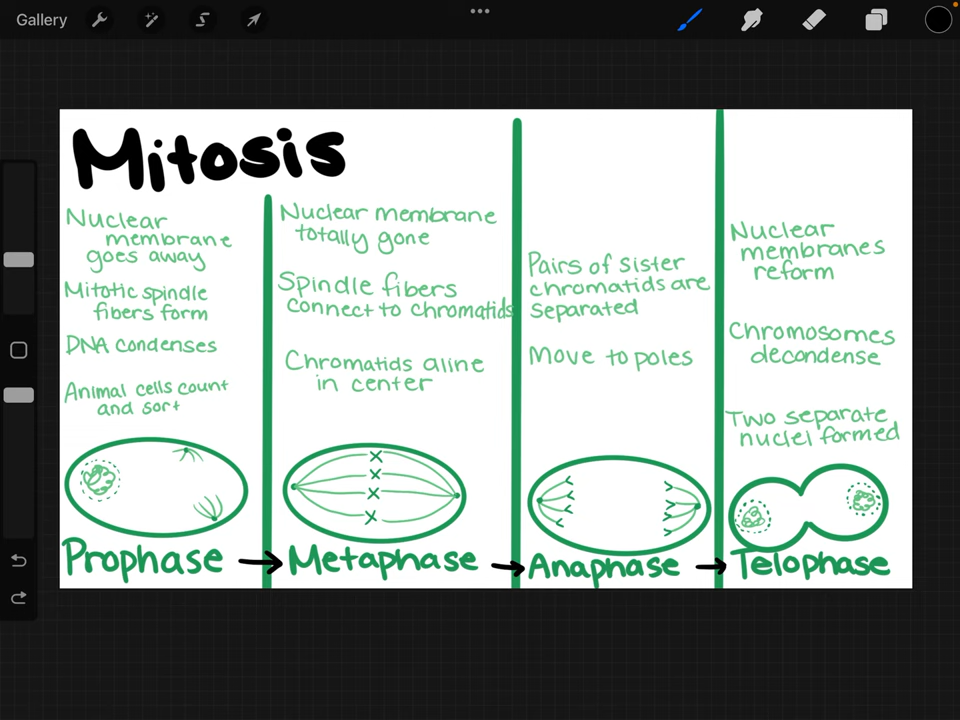 Gallery
Mitosis
Nuclear
membrane
goes away
Mitotic spindle
fibers form
DNA condenses
Animal cells count
and sort
Prophase
Nuclear membrane
totally gone
Spindle fibers
connect to chromatids
Chromatids aline
in center
Metaphase
Pairs of sister
chromatids are
separated
Move to poles
Anaphase
Nuclear
membranes
reform
Chromosomes
decondense
Two separate
nuclei formed
Telophase